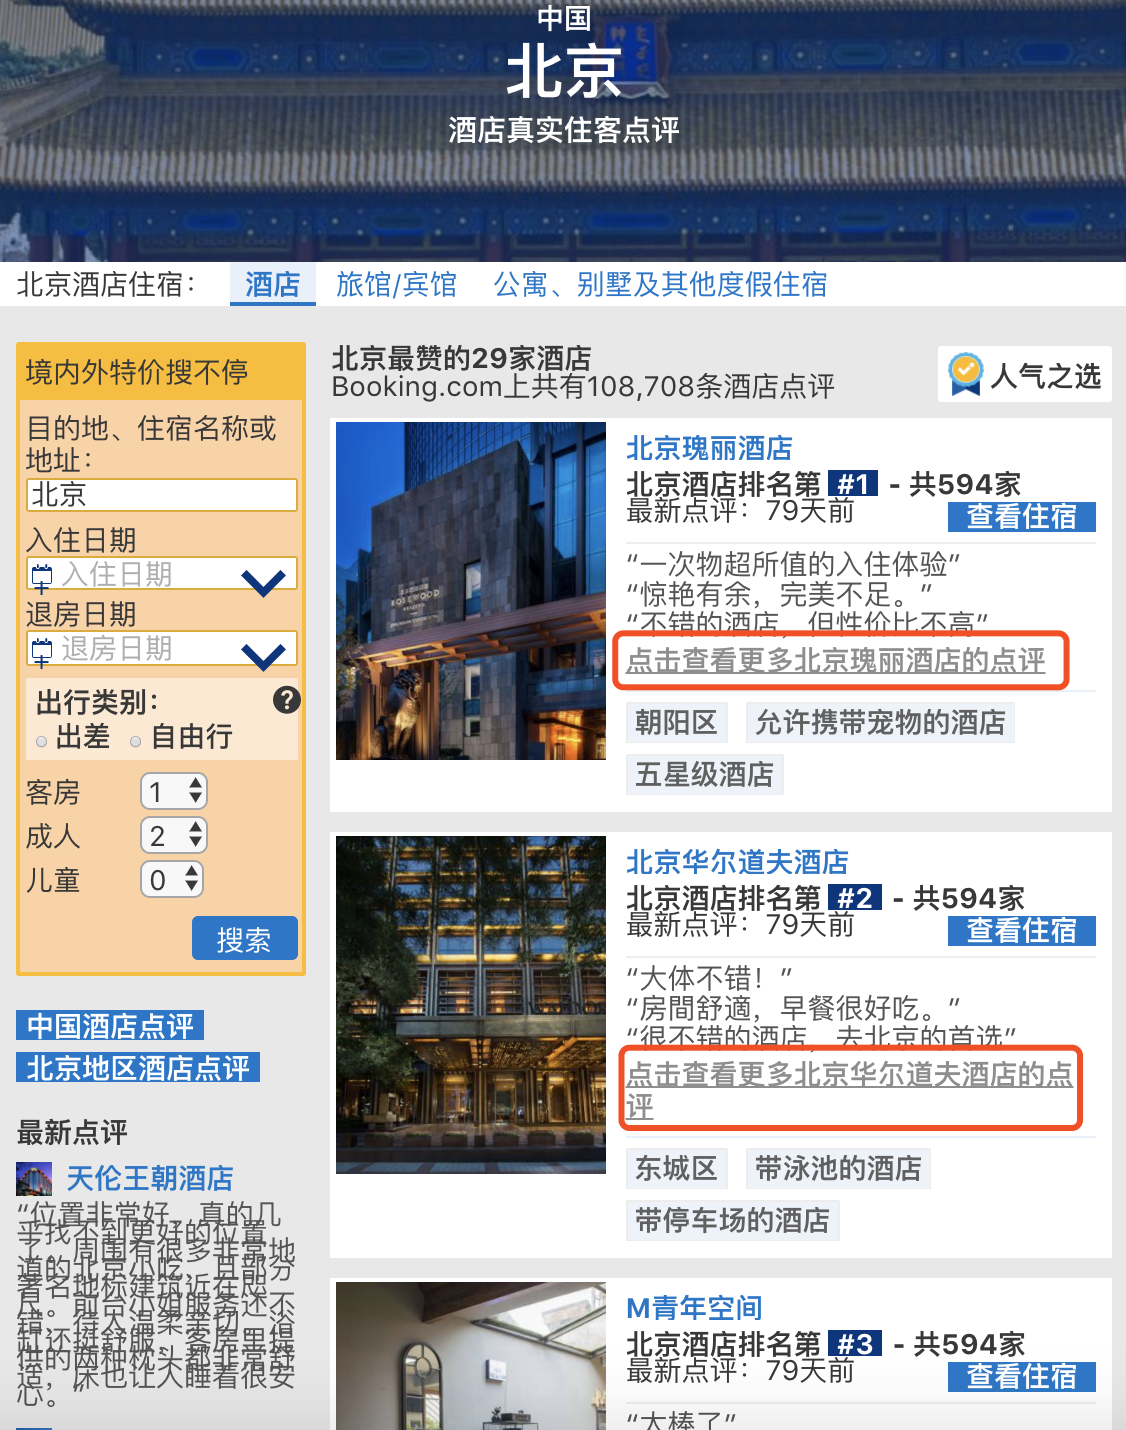 中国
北京
酒店真实住客点评
北京酒店住宿： 酒店 旅馆/宾馆 公寓、别墅及其他度假住宿
境内外特价搜不停
目的地、住宿名称或
地址：
北京
入住日期
入住日期
退房日期
退房日期
出行类别： ?
出差 自由行
客房 1
成人 2
儿童 0
搜索
中国酒店点评
北京地区酒店点评
最新点评
天伦王朝酒店
“位置非常好，真的几
乎找不到更好的位置
了。周围有很多非常地
道的北京小吃，且部分
著名地标建筑近在咫
尺。前台小姐服务还不
错，待人温柔亲切，浴
缸还挺舒服，客房里提
供的两种枕头都非常舒
适，床也让人睡着很安
心。”
北京最赞的29家酒店
Booking.com上共有108,708条酒店点评
人气之选
北京瑰丽酒店
北京酒店排名第 #1 - 共594家
最新点评：79天前
查看住宿
“一次物超所值的入住体验”
“惊艳有余，完美不足。”
“不错的酒店，但性价比不高”
点击查看更多北京瑰丽酒店的点评
朝阳区 允许携带宠物的酒店
五星级酒店
ROSEWOOD
北京华尔道夫酒店
北京酒店排名第 #2 - 共594家
最新点评：79天前
查看住宿
“大体不错！”
“房間舒適，早餐很好吃。”
“很不错的酒店，去北京的首选”
点击查看更多北京华尔道夫酒店的点
评
东城区 带泳池的酒店
带停车场的酒店
M青年空间
北京酒店排名第 #3 - 共594家
最新点评：79天前
查看住宿
“太棒了”